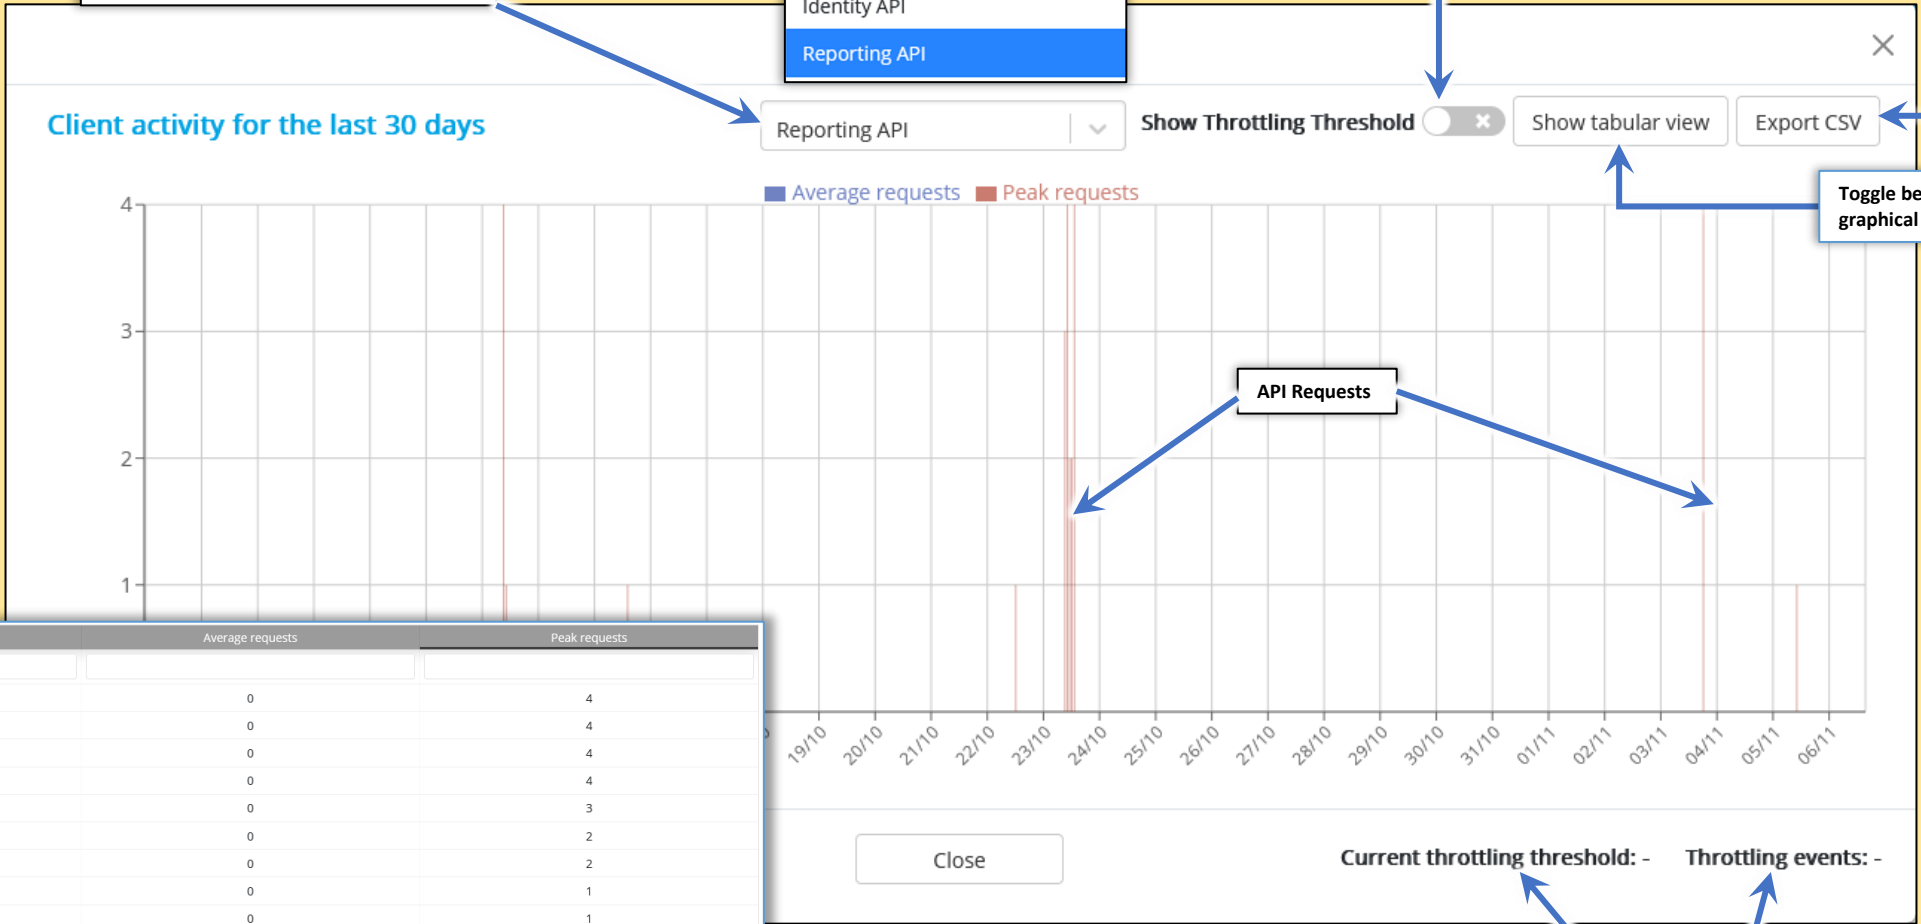 Identity API
Reporting API
Client activity for the last 30 days
Reporting API
Show Throttling Threshold
Show tabular view
Export CSV
Toggle be
graphical
Average requests
Peak requests
4
3
2
1
API Requests
19/10
20/10
21/10
22/10
23/10
24/10
25/10
26/10
27/10
28/10
29/10
30/10
31/10
01/11
02/11
03/11
04/11
05/11
06/11
Average requests Peak requests
0 4
0 4
0 4
0 4
0 3
0 2
0 2
0 1
0 1
Close
Current throttling threshold: -
Throttling events: -